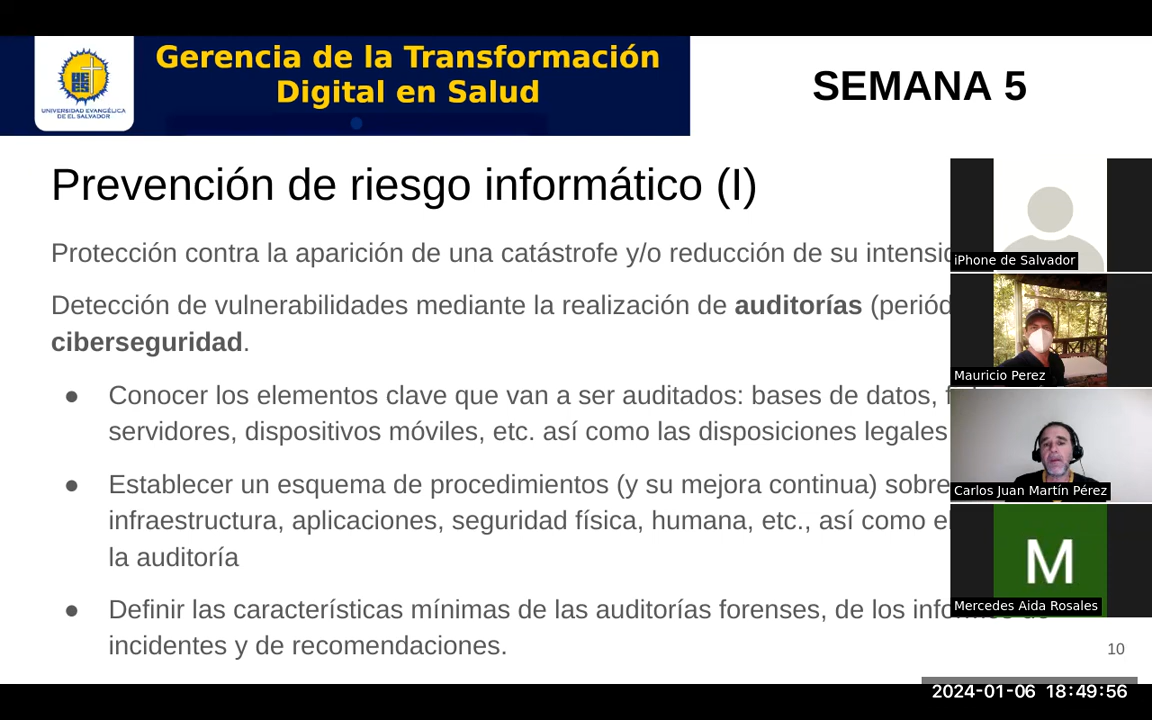 Gerencia de la Transformación
Digital en Salud
UNIVERSIDAD EVANGÉLICA
DE EL SALVADOR
SEMANA 5
Prevención de riesgo informático (I)
Protección contra la aparición de una catástrofe y/o reducción de su
Detección de vulnerabilidades mediante la realización de auditorías
ciberseguridad.
● Conocer los elementos clave que van a ser auditados: bases de datos,
servidores, dispositivos móviles, etc. así como las disposiciones legales
● Establecer un esquema de procedimientos (y su mejora continua) sobre
infraestructura, aplicaciones, seguridad física, humana, etc., así como
la auditoría
● Definir las características mínimas de las auditorías forenses, de los
incidentes y de recomendaciones.
iPhone de Salvador
Mauricio Perez
Carlos Juan Martín Pérez
M
Mercedes Aida Rosales
10
2024-01-06 18:49:56